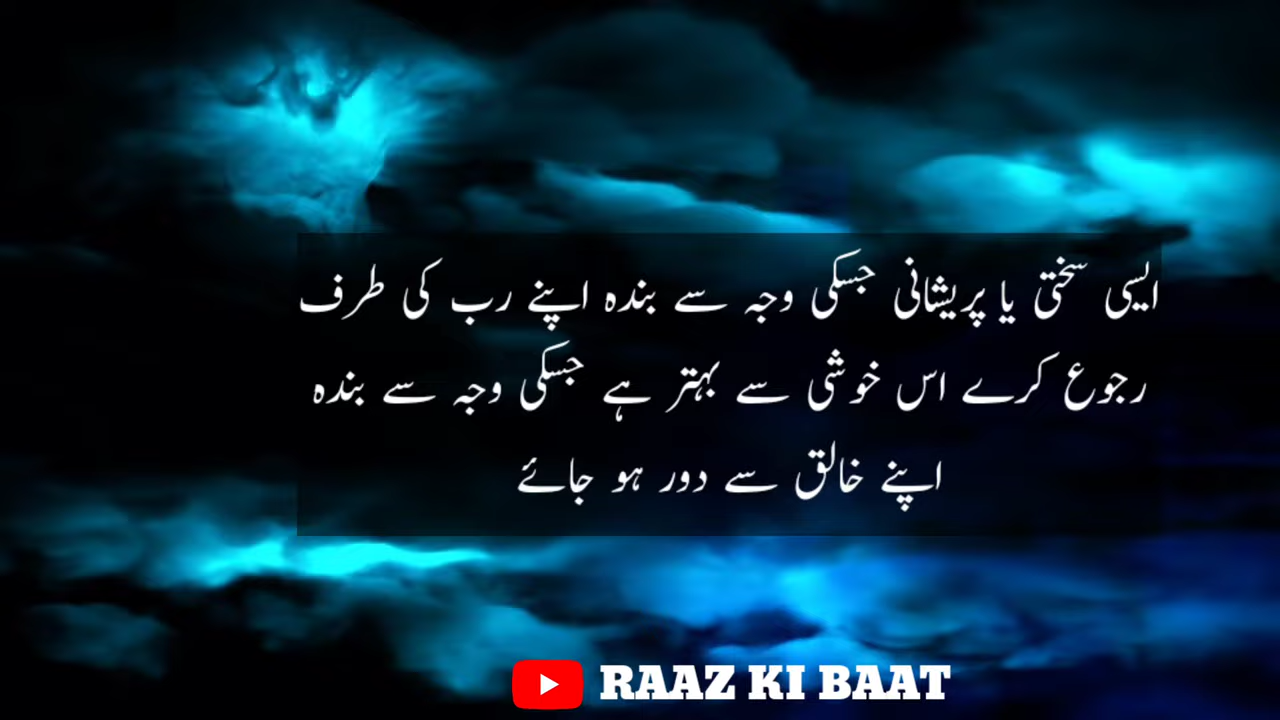 ایسی سختی یا پریشانی جسکی وجہ سے بندہ اپنے رب کی طرف
رجوع کرے اس خوشی سے بہتر ہے جسکی وجہ سے بندہ
اپنے خالق سے دور ہو جائے
RAAZ KI BAAT